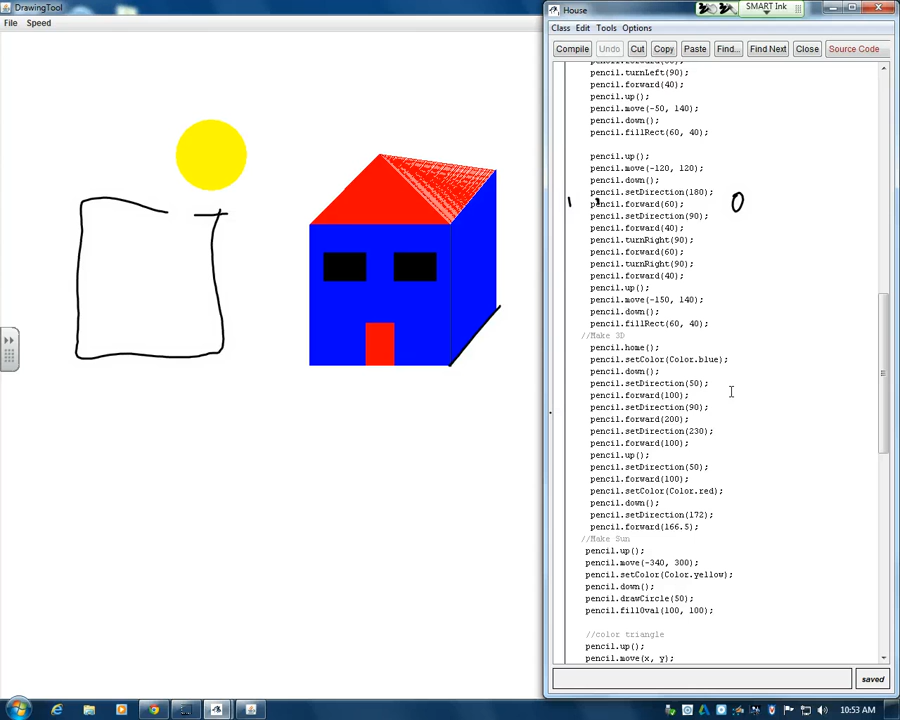 DrawingTool
File Speed
House
SMART Ink
Class Edit Tools Options
Compile Undo Cut Copy Paste Find... Find Next Close Source Code
pencil.turnLeft(90);
pencil.forward(40);
pencil.up();
pencil.move(-50, 140);
pencil.down();
pencil.fillRect(60, 40);
pencil.up();
pencil.move(-120, 120);
pencil.down();
pencil.setDirection(180);
pencil.forward(60);
0
pencil.setDirection(90);
pencil.forward(40);
pencil.turnRight(90);
pencil.forward(60);
pencil.turnRight(90);
pencil.forward(40);
pencil.up();
pencil.move(-150, 140);
pencil.down();
pencil.fillRect(60, 40);
//Make 3D
pencil.home();
pencil.setColor(Color.blue);
pencil.down();
pencil.setDirection(50);
pencil.forward(100);
pencil.setDirection(90);
pencil.forward(200);
pencil.setDirection(230);
pencil.forward(100);
pencil.up();
pencil.setDirection(50);
pencil.forward(100);
pencil.setColor(Color.red);
pencil.down();
pencil.setDirection(172);
pencil.forward(166.5);
//Make Sun
pencil.up();
pencil.move(-340, 300);
pencil.setColor(Color.yellow);
pencil.down();
pencil.drawCircle(50);
pencil.fillOval(100, 100);
//color triangle
pencil.up();
pencil.move(x, y);
saved
10:53 AM